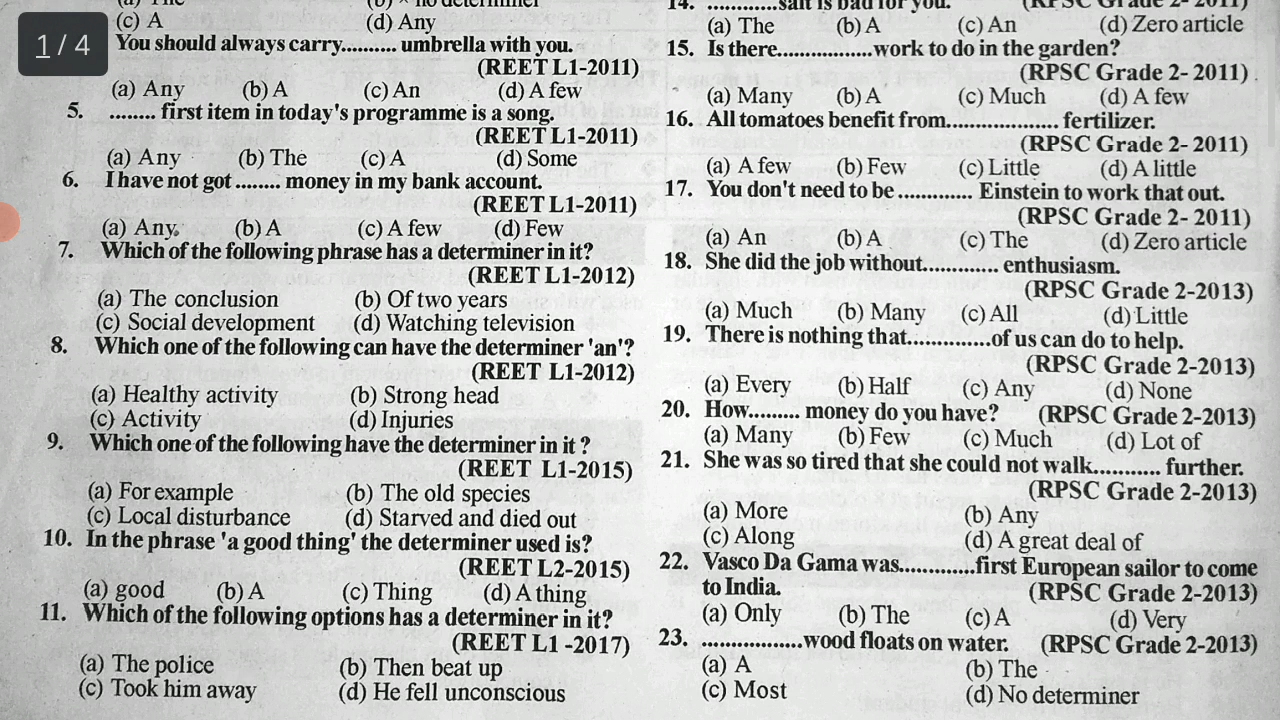 (a) The (b) × no determiner
(c) A (d) Any
1 / 4
You should always carry.......... umbrella with you.
(REET L1-2011)
(a) Any (b) A (c) An (d) A few
5. ........ first item in today's programme is a song.
(REET L1-2011)
(a) Any (b) The (c) A (d) Some
6. I have not got ........ money in my bank account.
(REET L1-2011)
(a) Any (b) A (c) A few (d) Few
7. Which of the following phrase has a determiner in it?
(REET L1-2012)
(a) The conclusion (b) Of two years
(c) Social development (d) Watching television
8. Which one of the following can have the determiner 'an'?
(REET L1-2012)
(a) Healthy activity (b) Strong head
(c) Activity (d) Injuries
9. Which one of the following have the determiner in it ?
(REET L1-2015)
(a) For example (b) The old species
(c) Local disturbance (d) Starved and died out
10. In the phrase 'a good thing' the determiner used is?
(REET L2-2015)
(a) good (b) A (c) Thing (d) A thing
11. Which of the following options has a determiner in it?
(REET L1 -2017)
(a) The police (b) Then beat up
(c) Took him away (d) He fell unconscious
14. ............salt is bad for you. (RPSC Grade 2- 2011)
(a) The (b) A (c) An (d) Zero article
15. Is there.................work to do in the garden?
(RPSC Grade 2- 2011)
(a) Many (b) A (c) Much (d) A few
16. All tomatoes benefit from................... fertilizer.
(RPSC Grade 2- 2011)
(a) A few (b) Few (c) Little (d) A little
17. You don't need to be ............. Einstein to work that out.
(RPSC Grade 2- 2011)
(a) An (b) A (c) The (d) Zero article
18. She did the job without............. enthusiasm.
(RPSC Grade 2-2013)
(a) Much (b) Many (c) All (d) Little
19. There is nothing that..............of us can do to help.
(RPSC Grade 2-2013)
(a) Every (b) Half (c) Any (d) None
20. How......... money do you have? (RPSC Grade 2-2013)
(a) Many (b) Few (c) Much (d) Lot of
21. She was so tired that she could not walk........... further.
(RPSC Grade 2-2013)
(a) More (b) Any
(c) Along (d) A great deal of
22. Vasco Da Gama was............first European sailor to come
to India. (RPSC Grade 2-2013)
(a) Only (b) The (c) A (d) Very
23. .................wood floats on water. (RPSC Grade 2-2013)
(a) A (b) The
(c) Most (d) No determiner